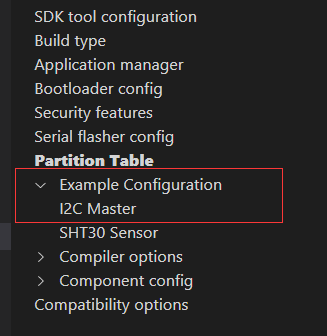 SDK tool configuration
Build type
Application manager
Bootloader config
Security features
Serial flasher config
Partition Table
Example Configuration
I2C Master
SHT30 Sensor
Compiler options
Component config
Compatibility options